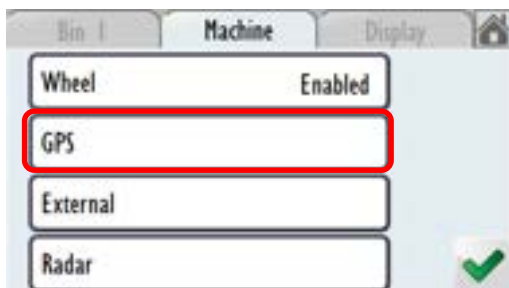 Bin 1 Machine Display
Wheel Enabled
GPS
External
Radar